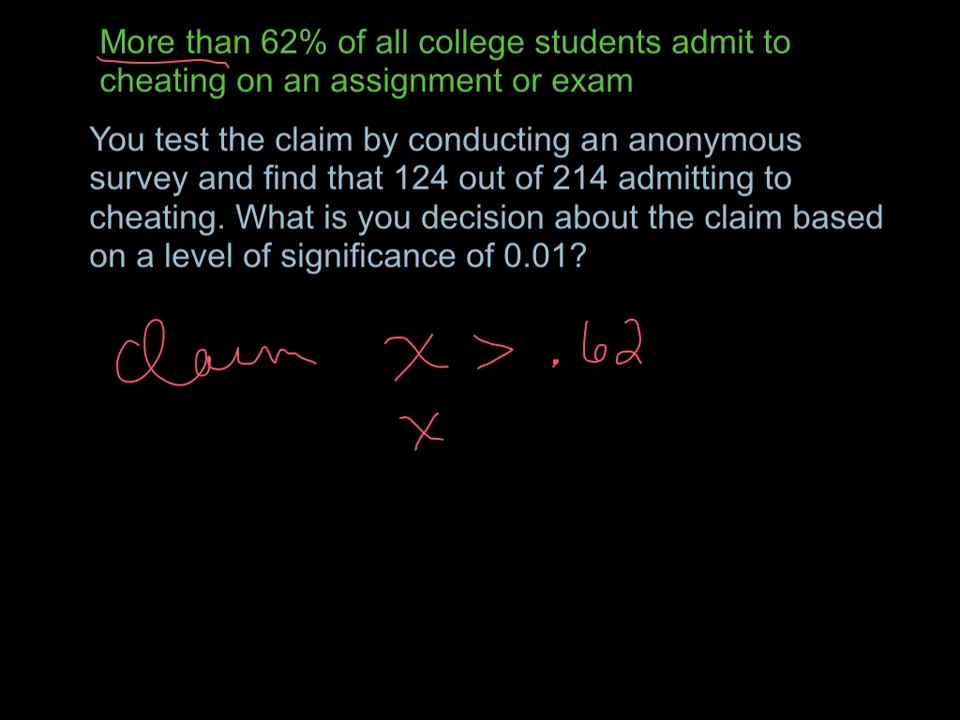 More than 62% of all college students admit to
cheating on an assignment or exam
You test the claim by conducting an anonymous
survey and find that 124 out of 214 admitting to
cheating. What is you decision about the claim based
on a level of significance of 0.01?
claim x > .62
x